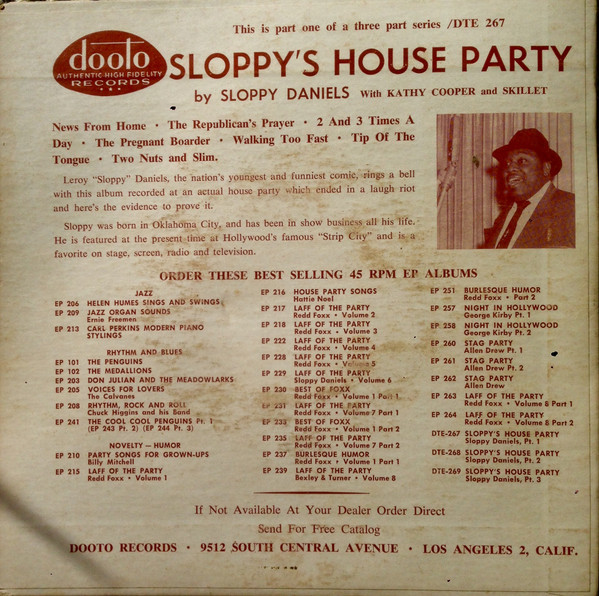 This is part one of a three part series /DTE 267
dooto
AUTHENTIC-HIGH FIDELITY
RECORDS
SLOPPY'S HOUSE PARTY
by SLOPPY DANIELS With KATHY COOPER and SKILLET
News From Home • The Republican's Prayer • 2 And 3 Times A
Day • The Pregnant Boarder • Walking Too Fast • Tip Of The
Tongue • Two Nuts and Slim.
Leroy "Sloppy" Daniels, the nation's youngest and funniest comic, rings a bell
with this album recorded at an actual house party which ended in a laugh riot
and here's the evidence to prove it.
Sloppy was born in Oklahoma City, and has been in show business all his life.
He is featured at the present time at Hollywood's famous "Strip City" and is a
favorite on stage, screen, radio and television.
ORDER THESE BEST SELLING 45 RPM EP ALBUMS
JAZZ
EP 206 HELEN HUMES SINGS AND SWINGS
EP 209 JAZZ ORGAN SOUNDS
Ernie Freeman
EP 213 CARL PERKINS MODERN PIANO
STYLINGS
RHYTHM AND BLUES
EP 101 THE PENGUINS
EP 102 THE MEDALLIONS
EP 203 DON JULIAN AND THE MEADOWLARKS
EP 205 VOICES FOR LOVERS
The Calvanes
EP 208 RHYTHM, ROCK AND ROLL
Chuck Higgins and his Band
EP 241 THE COOL COOL PENGUINS Pt. 1
(EP 243 Pt. 2) (EP 244 Pt. 3)
NOVELTY — HUMOR
EP 210 PARTY SONGS FOR GROWN-UPS
Billy Mitchell
EP 215 LAFF OF THE PARTY
Redd Foxx • Volume 1
EP 216 HOUSE PARTY SONGS
Hattie Noel
EP 217 LAFF OF THE PARTY
Redd Foxx • Volume 2
EP 218 LAFF OF THE PARTY
Redd Foxx • Volume 3
EP 222 LAFF OF THE PARTY
Redd Foxx • Volume 4
EP 228 LAFF OF THE PARTY
Redd Foxx • Volume 5
EP 229 LAFF OF THE PARTY
Sloppy Daniels • Volume 6
EP 230 BEST OF FOXX
Redd Foxx • Volume 1 Part 1
EP 231 LAFF OF THE PARTY
Redd Foxx • Volume 7 Part 1
EP 233 BEST OF FOXX
Redd Foxx • Volume 1 Part 2
EP 235 LAFF OF THE PARTY
Redd Foxx • Volume 7 Part 2
EP 237 BURLESQUE HUMOR
Redd Foxx • Volume 1 Part 1
EP 239 LAFF OF THE PARTY
Bexley & Turner • Volume 8
EP 251 BURLESQUE HUMOR
Redd Foxx • Part 2
EP 257 NIGHT IN HOLLYWOOD
George Kirby Pt. 1
EP 258 NIGHT IN HOLLYWOOD
George Kirby Pt. 2
EP 260 STAG PARTY
Allen Drew Pt. 1
EP 261 STAG PARTY
Allen Drew Pt. 2
EP 262 STAG PARTY
Allen Drew
EP 263 LAFF OF THE PARTY
Redd Foxx • Volume 8 Part 1
EP 264 LAFF OF THE PARTY
Redd Foxx • Volume 8 Part 2
DTE-267 SLOPPY'S HOUSE PARTY
Sloppy Daniels, Pt. 1
DTE-268 SLOPPY'S HOUSE PARTY
Sloppy Daniels, Pt. 2
DTE-269 SLOPPY'S HOUSE PARTY
Sloppy Daniels, Pt. 3
If Not Available At Your Dealer Order Direct
Send For Free Catalog
DOOTO RECORDS • 9512 SOUTH CENTRAL AVENUE • LOS ANGELES 2, CALIF.